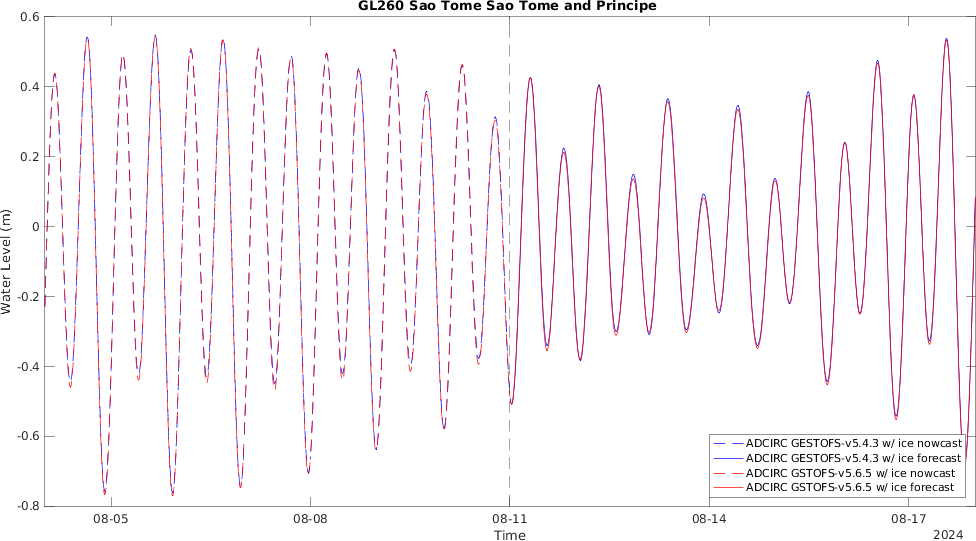 GL260 Sao Tome Sao Tome and Principe
0.6
0.4
0.2
0
-0.2
-0.4
-0.6
-0.8
Water Level (m)
ADCIRC GESTOFS-v5.4.3 w/ ice nowcast
ADCIRC GESTOFS-v5.4.3 w/ ice forecast
ADCIRC GSTOFS-v5.6.5 w/ ice nowcast
ADCIRC GSTOFS-v5.6.5 w/ ice forecast
08-05 08-08 08-11 08-14 08-17
Time
2024